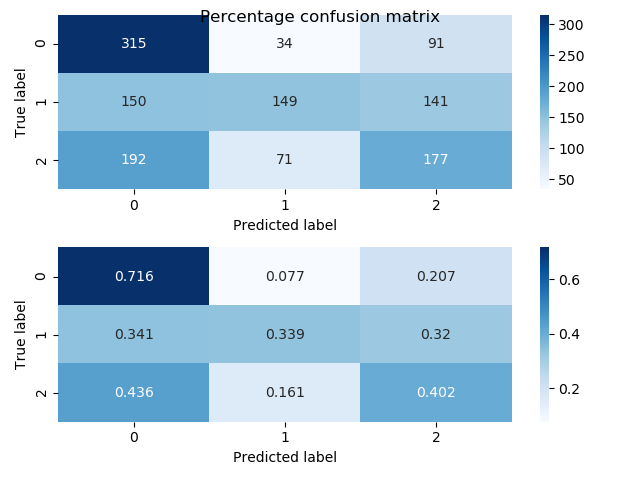 Percentage confusion matrix
True label
0 315 34 91
1 150 149 141
2 192 71 177
0 1 2
Predicted label
300
250
200
150
100
50
True label
0 0.716 0.077 0.207
1 0.341 0.339 0.32
2 0.436 0.161 0.402
0 1 2
Predicted label
0.6
0.4
0.2